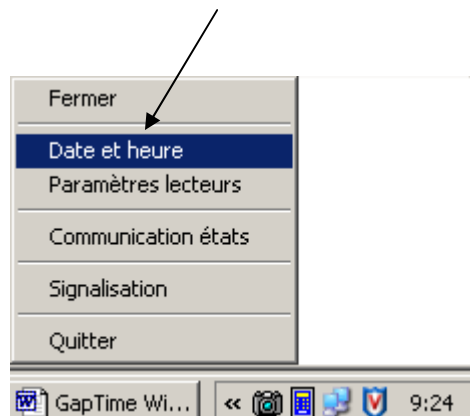 Fermer
Date et heure
Paramètres lecteurs
Communication états
Signalisation
Quitter
GapTime Wi... « 9:24